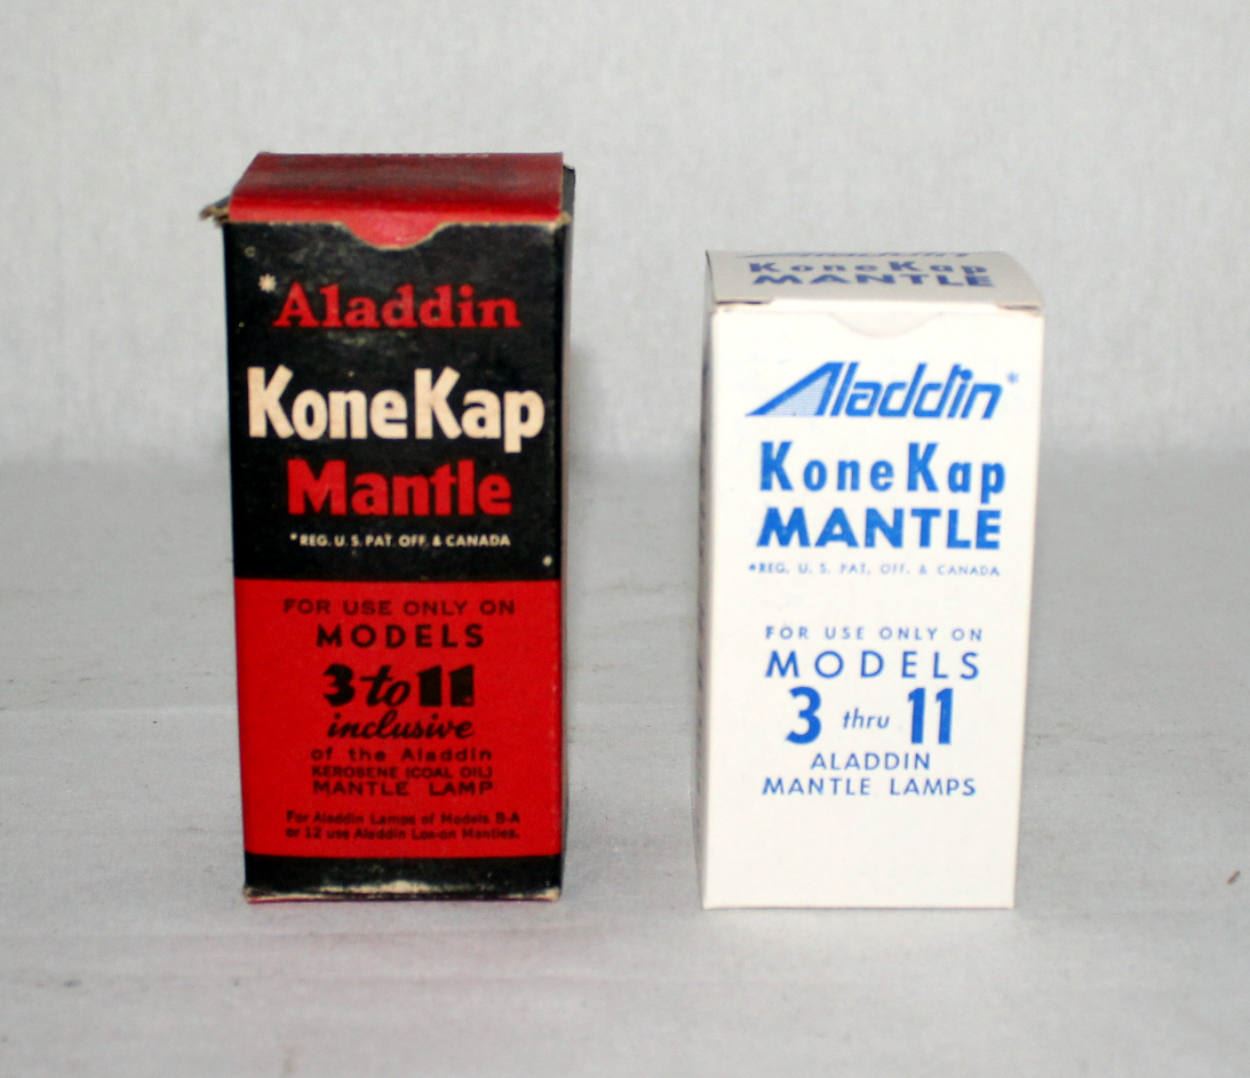 *Aladdin
KoneKap
Mantle
*REG. U. S. PAT. OFF. & CANADA
FOR USE ONLY ON
MODELS
3 to 11
inclusive
of the Aladdin
KEROSENE (COAL OIL)
MANTLE LAMP
For Aladdin Lamps of Models B-A
or 12 use Aladdin Lox-on Mantles.
KoneKap
MANTLE
Aladdin*
KoneKap
MANTLE
*REG. U. S. PAT. OFF. & CANADA
FOR USE ONLY ON
MODELS
3 thru 11
ALADDIN
MANTLE LAMPS